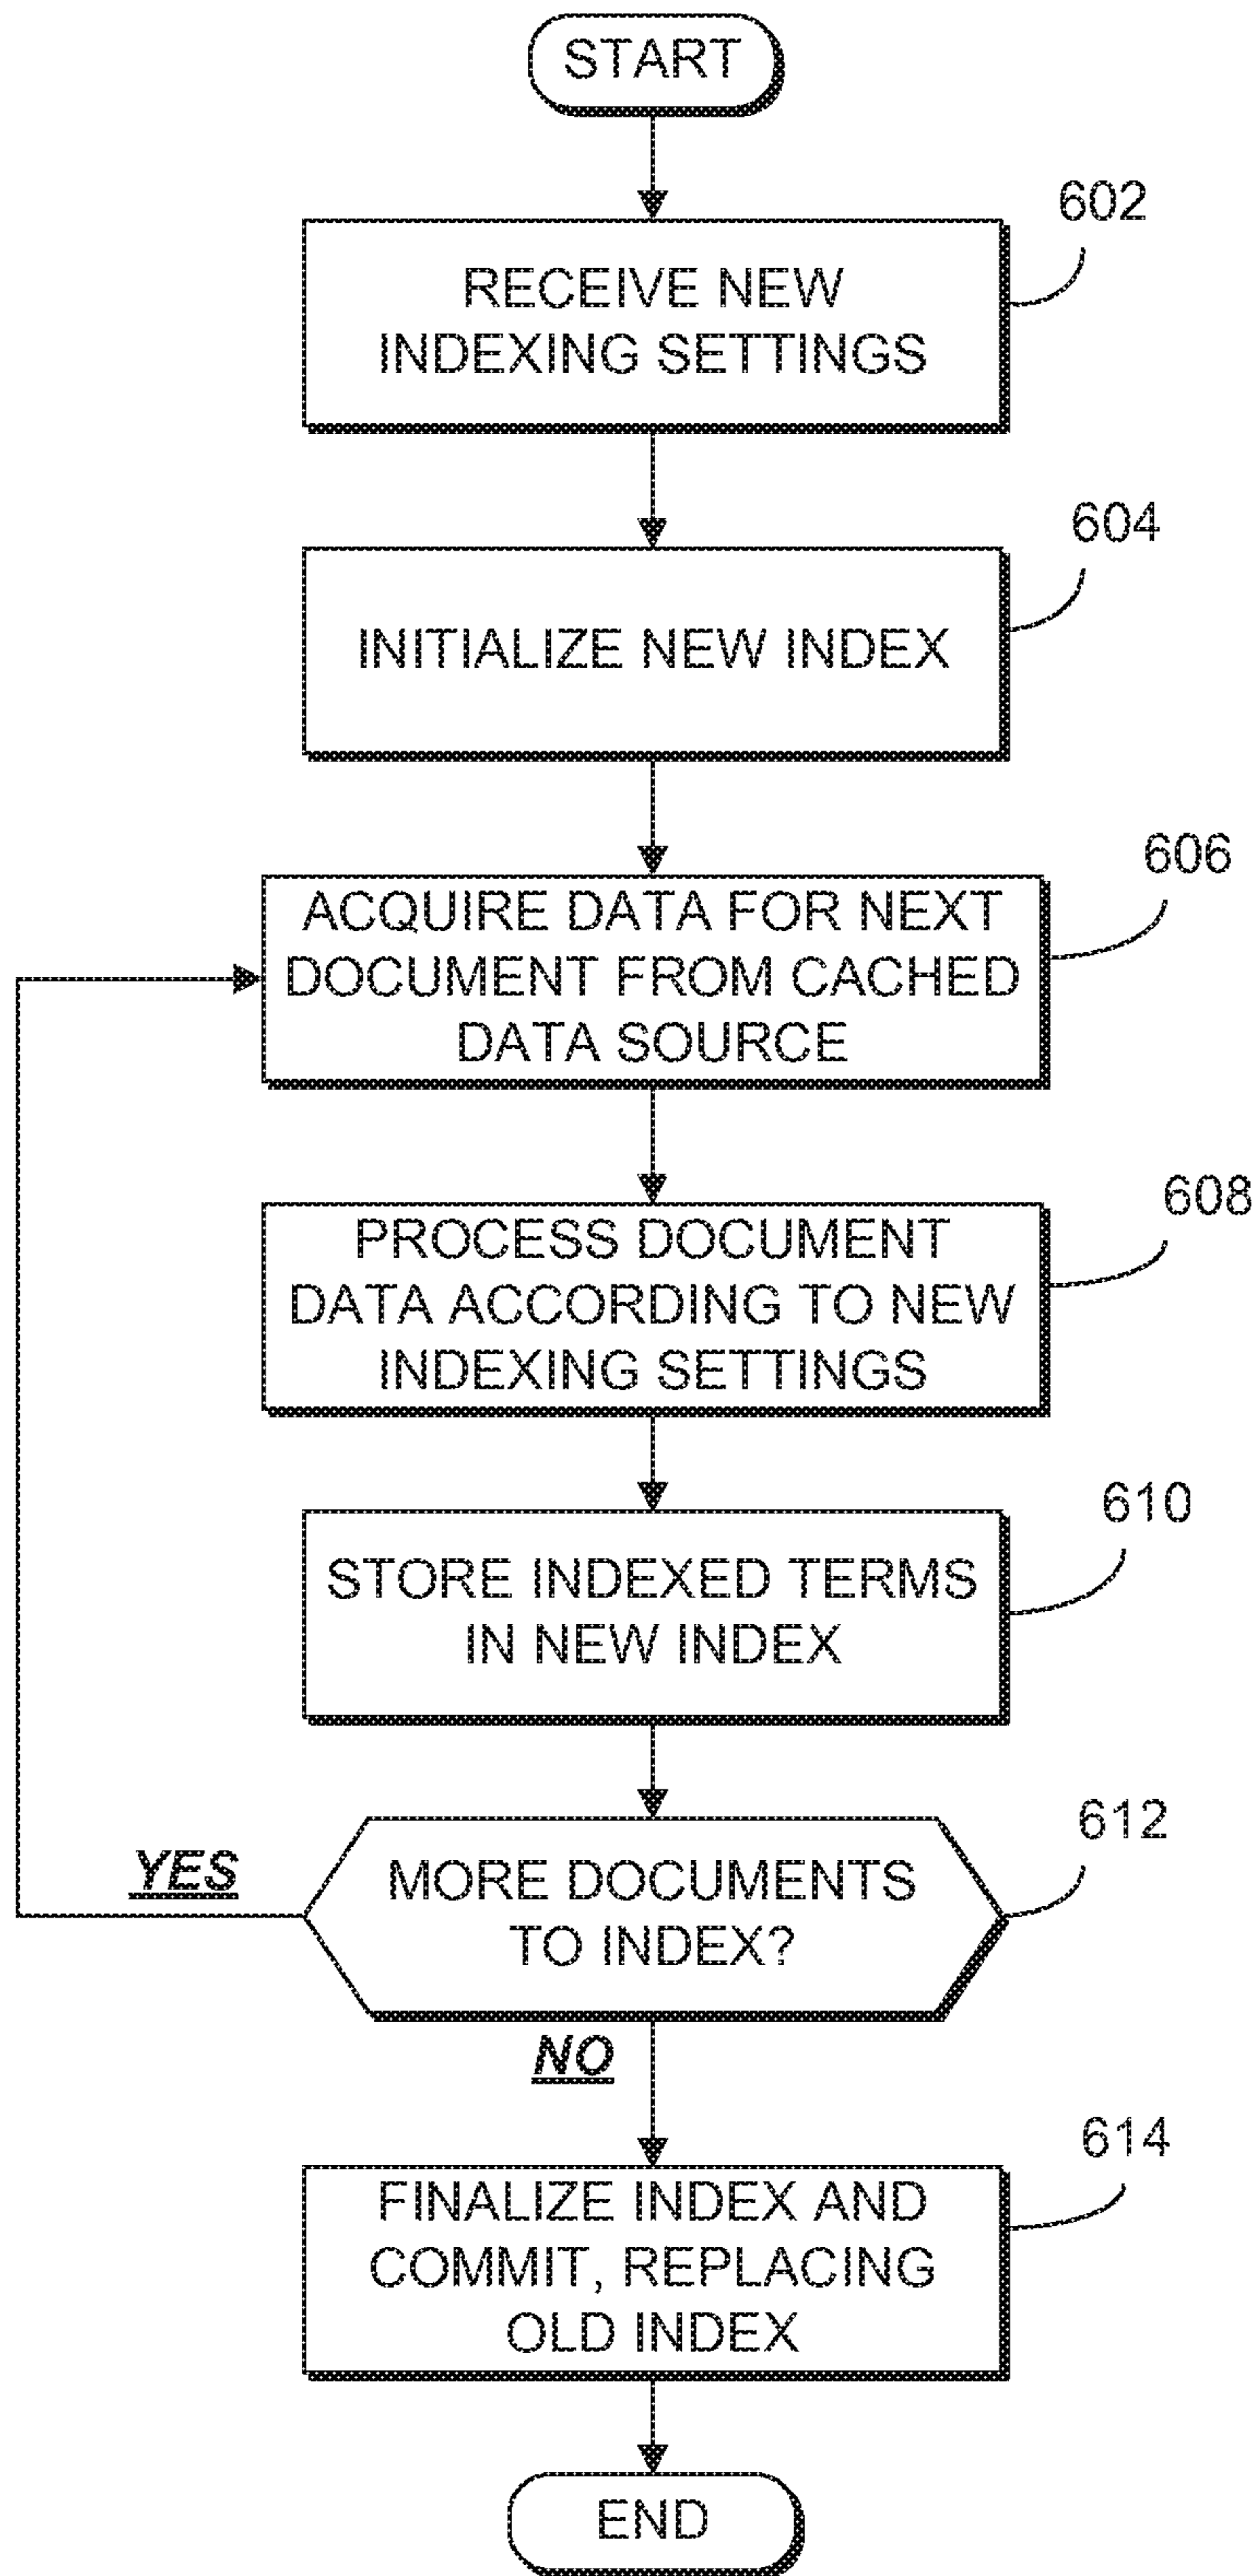 START
602
RECEIVE NEW
INDEXING SETTINGS
604
INITIALIZE NEW INDEX
606
ACQUIRE DATA FOR NEXT
DOCUMENT FROM CACHED
DATA SOURCE
608
PROCESS DOCUMENT
DATA ACCORDING TO NEW
INDEXING SETTINGS
610
STORE INDEXED TERMS
IN NEW INDEX
612
YES
MORE DOCUMENTS
TO INDEX?
NO
614
FINALIZE INDEX AND
COMMIT, REPLACING
OLD INDEX
END